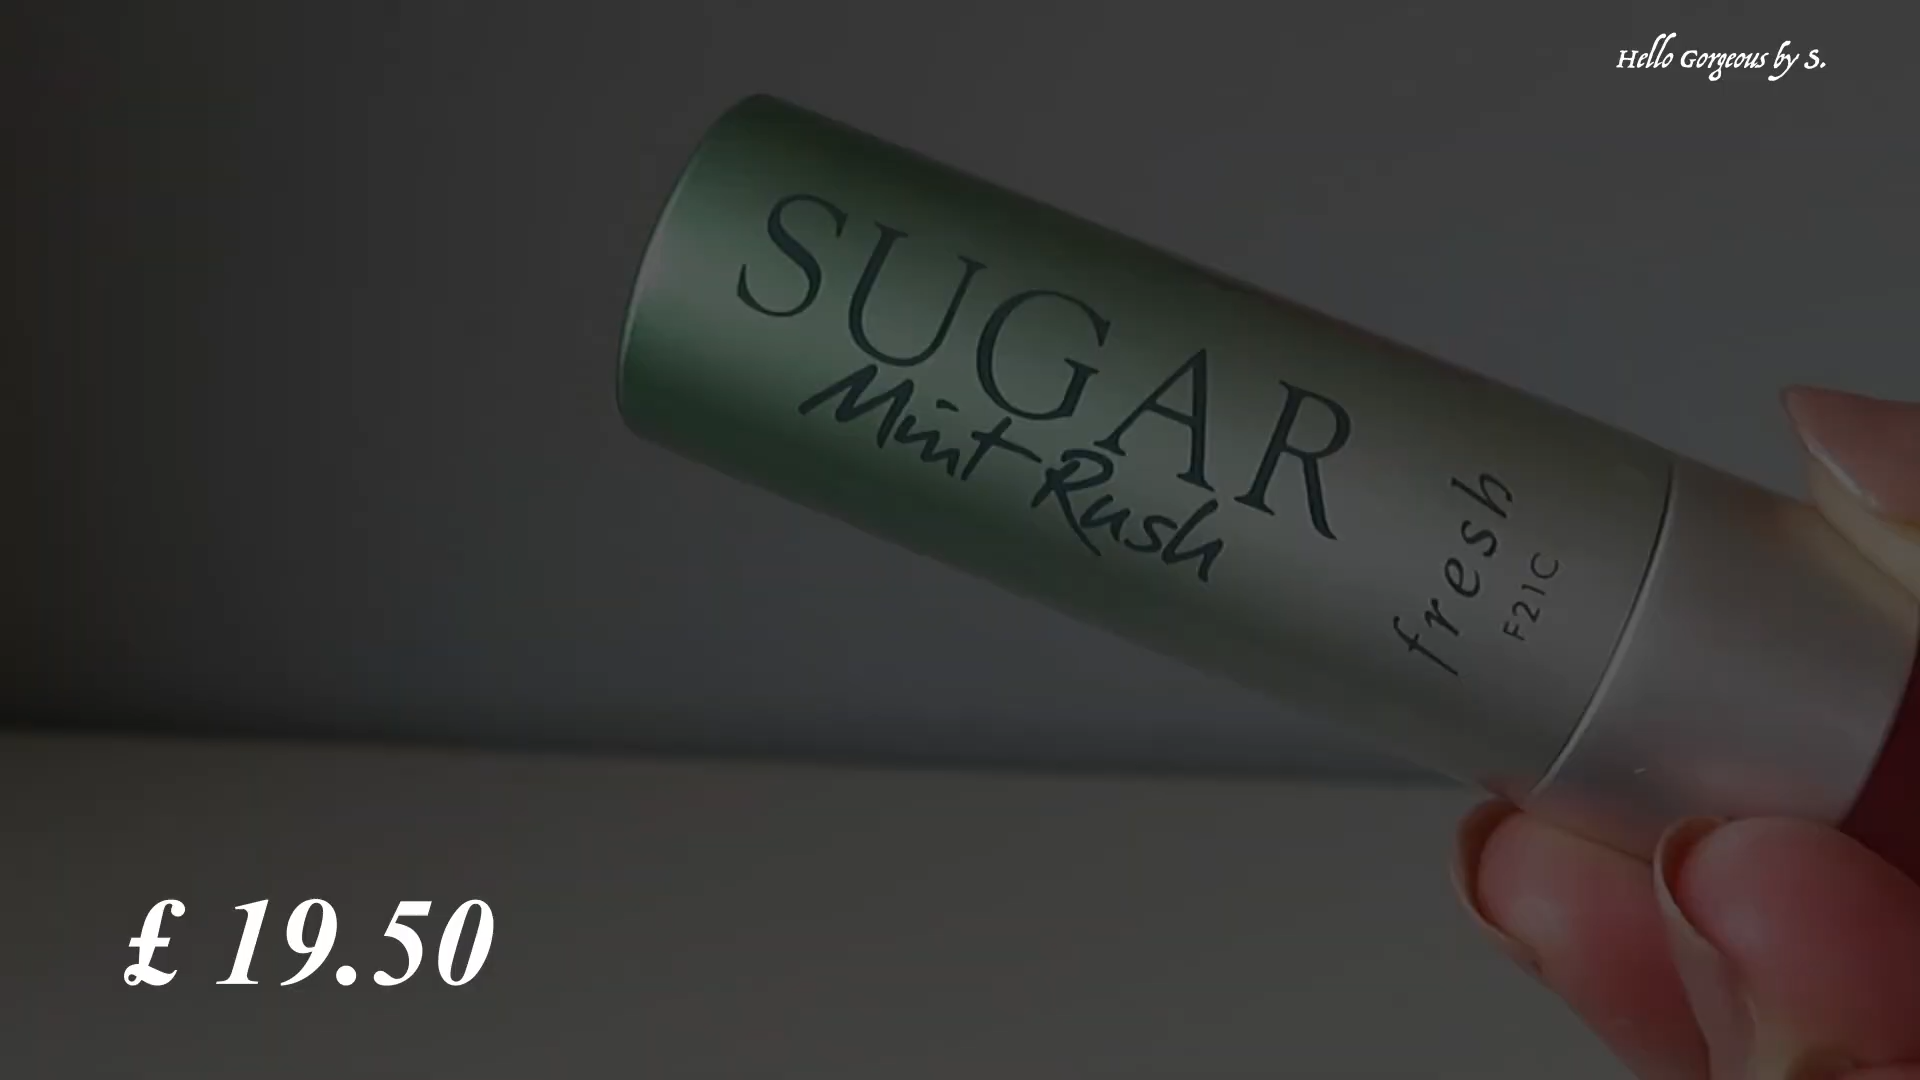 Hello Gorgeous by S.
SUGAR
Mint Rush
fresh
F21C
£ 19.50